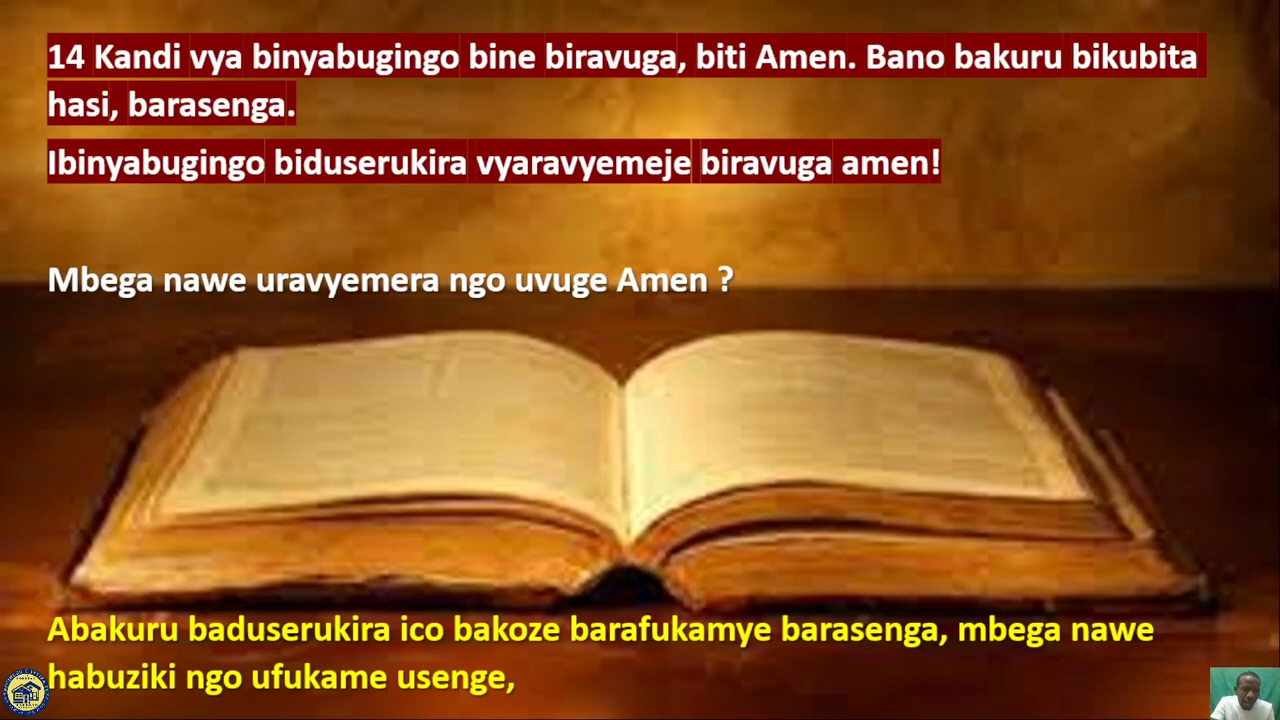 14 Kandi vya binyabugingo bine biravuga, biti Amen. Bano bakuru bikubita
hasi, barasenga.
Ibinyabugingo biduserukira vyaravyemeje biravuga amen!
Mbega nawe uravyemera ngo uvuge Amen ?
Abakuru baduserukira ico bakoze barafukamye barasenga, mbega nawe
habuziki ngo ufukame usenge,